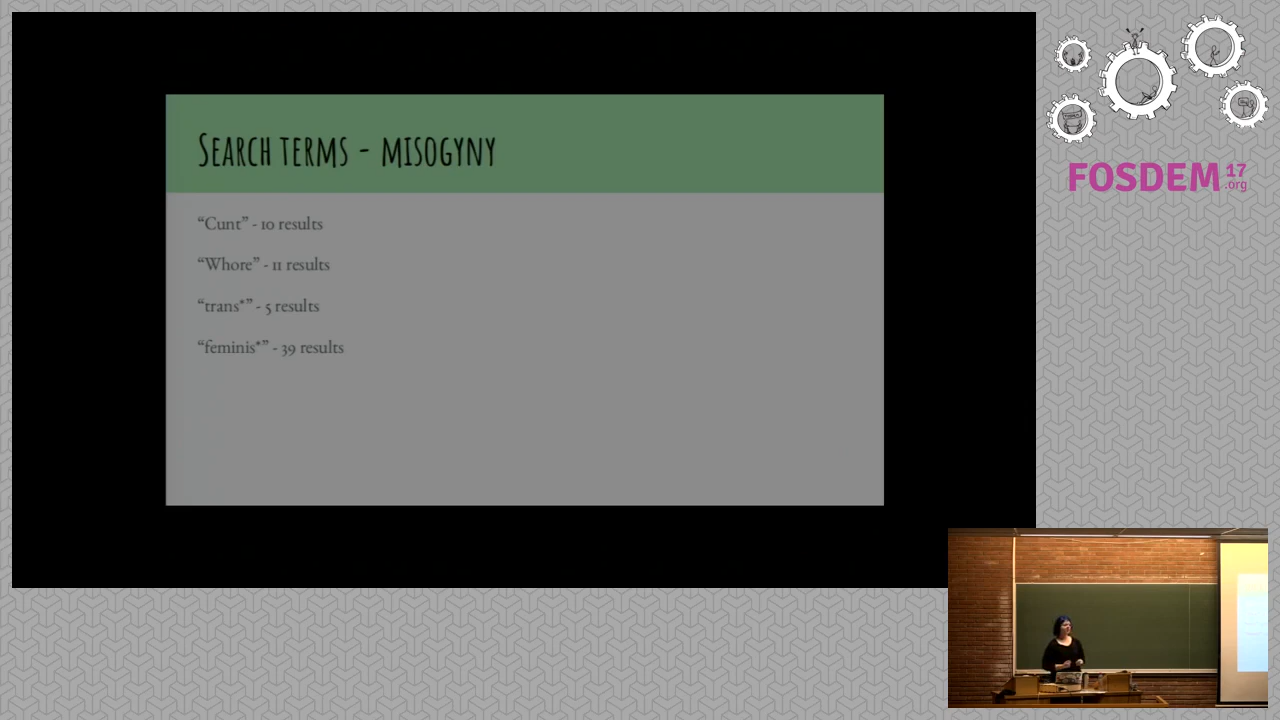 Search terms - misogyny
“Cunt” - 10 results
“Whore” - 11 results
“trans*” - 5 results
“feminis*” - 39 results
FOSDEM 17
.org